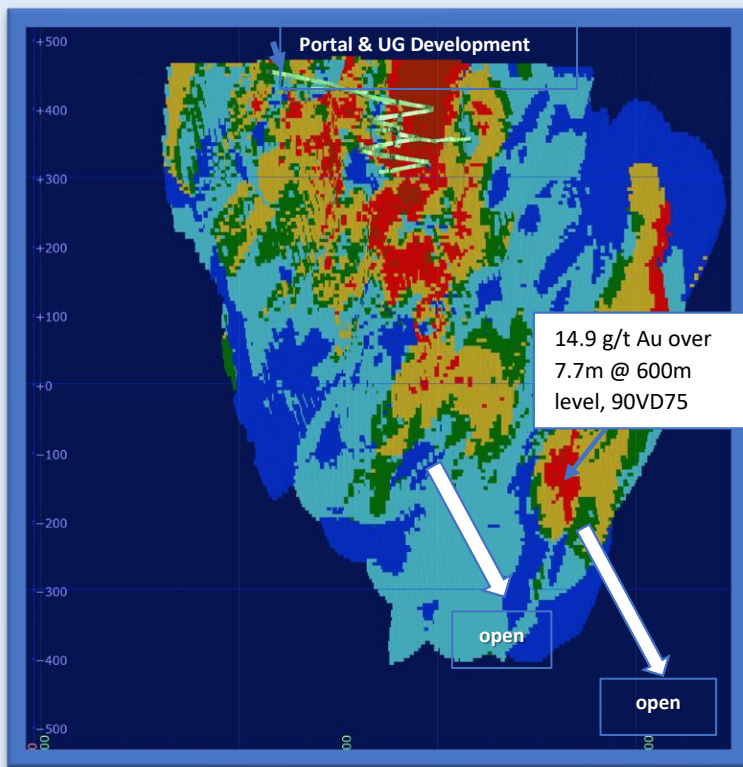 +500
Portal & UG Development
+400
+300
+200
+100
14.9 g/t Au over
7.7m @ 600m
level, 90VD75
+0
-100
-200
-300
open
-400
open
-500